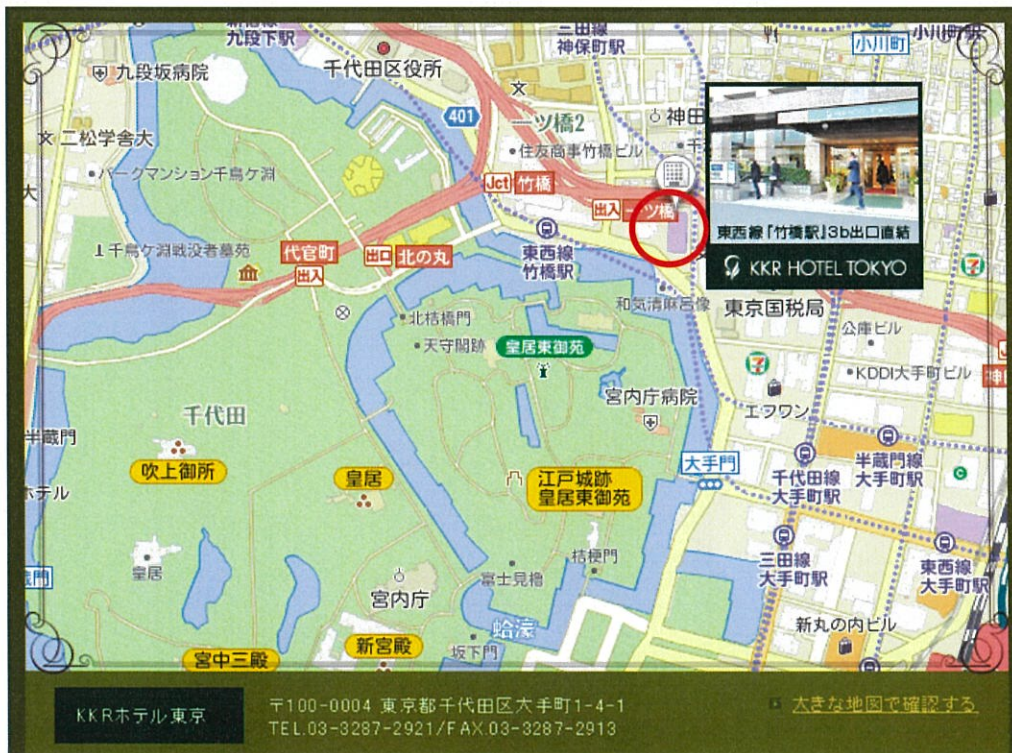 九段下駅
三田線
神保町駅
小川町
小川町駅
九段坂病院
千代田区役所
二松学舎大
401
一ツ橋2
神田
住友商事竹橋ビル
パークマンション千鳥ケ淵
Jct 竹橋
出入 一ツ橋
千鳥ケ淵戦没者墓苑
代官町
出入
出口 北の丸
東西線
竹橋駅
東西線『竹橋駅』3b出口直結
KKR HOTEL TOKYO
和気清麻呂像
東京国税局
北桔橋門
天守閣跡
皇居東御苑
公庫ビル
KDDI大手町ビル
宮内庁病院
エフワン
千代田
半蔵門
吹上御所
皇居
江戸城跡
皇居東御苑
大手門
千代田線
大手町駅
半蔵門線
大手町駅
ホテル
皇居
桔梗門
富士見櫓
三田線
大手町駅
東西線
大手町駅
宮内庁
蛤濠
新丸の内ビル
宮中三殿
新宮殿
坂下門
KKRホテル東京
〒100-0004 東京都千代田区大手町1-4-1
TEL.03-3287-2921/FAX.03-3287-2913
大きな地図で確認する